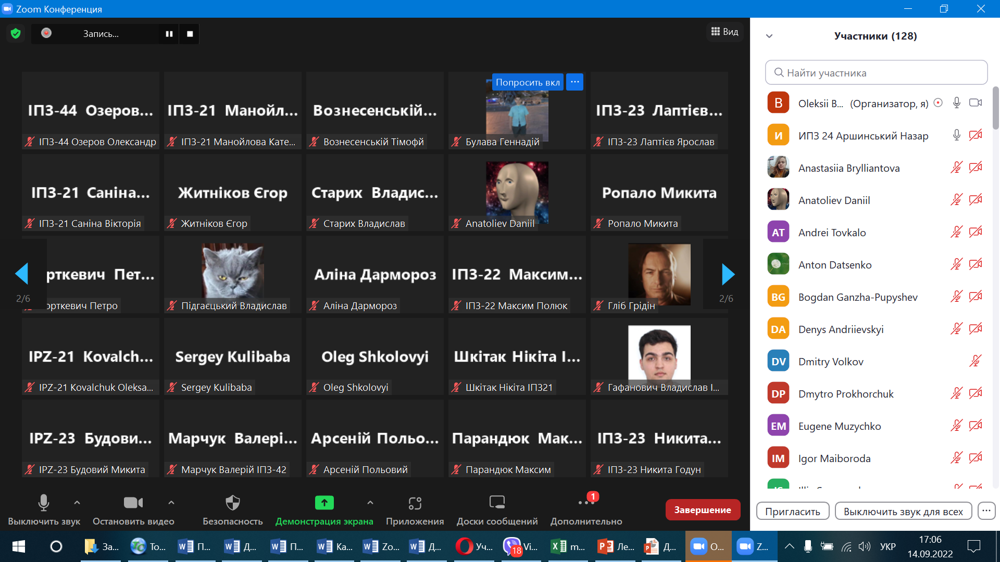 Zoom Конференция
Запись...
Вид
ІПЗ-44 Озеров...
ІПЗ-44 Озеров Олександр
ІПЗ-21 Манойл...
ІПЗ-21 Манойлова Кате...
Вознесенській...
Вознесенській Тімофй
Попросить вкл
Булава Геннадій
ІПЗ-23 Лаптієв...
ІПЗ-23 Лаптієв Ярослав
ІПЗ-21 Саніна...
ІПЗ-21 Саніна Вікторія
Житніков Єгор
Житніков Єгор
Старих Владис...
Старих Владислав
Anatoliev Daniil
Ропало Микита
Ропало Микита
орткевич Пет...
орткевич Петро
Підгаєцький Владислав
Аліна Дармороз
Аліна Дармороз
ІПЗ-22 Максим...
ІПЗ-22 Максим Полюк
Гліб Грідін
2/6
2/6
IPZ-21 Kovalch...
IPZ-21 Kovalchuk Oleksa...
Sergey Kulibaba
Sergey Kulibaba
Oleg Shkolovyi
Oleg Shkolovyi
Шкітак Нікіта І...
Шкітак Нікіта ІПЗ21
Гафанович Владислав І...
IPZ-23 Будови...
IPZ-23 Будовий Микита
Марчук Валері...
Марчук Валерій ІПЗ-42
Арсеній Польо...
Арсеній Польовий
Парандюк Мак...
Парандюк Максим
ІПЗ-23 Никита...
ІПЗ-23 Никита Годун
Выключить звук
Остановить видео
Безопасность
Демонстрация экрана
Приложения
Доски сообщений
1
Дополнительно
Завершение
Участники (128)
Найти участника
B Oleksii B... (Организатор, я)
И ИПЗ 24 Аршинський Назар
Anastasiia Brylliantova
Anatoliev Daniil
AT Andrei Tovkalo
Anton Datsenko
BG Bogdan Ganzha-Pupyshev
DA Denys Andriievskyi
DV Dmitry Volkov
DP Dmytro Prokhorchuk
EM Eugene Muzychko
IM Igor Maiboroda
Пригласить
Выключить звук для всех
...
За...
To...
П...
Д...
П...
Ка...
Zo...
Д...
Уч...
18 Vi...
m...
Ле...
Д...
О...
Z...
УКР
17:06
14.09.2022